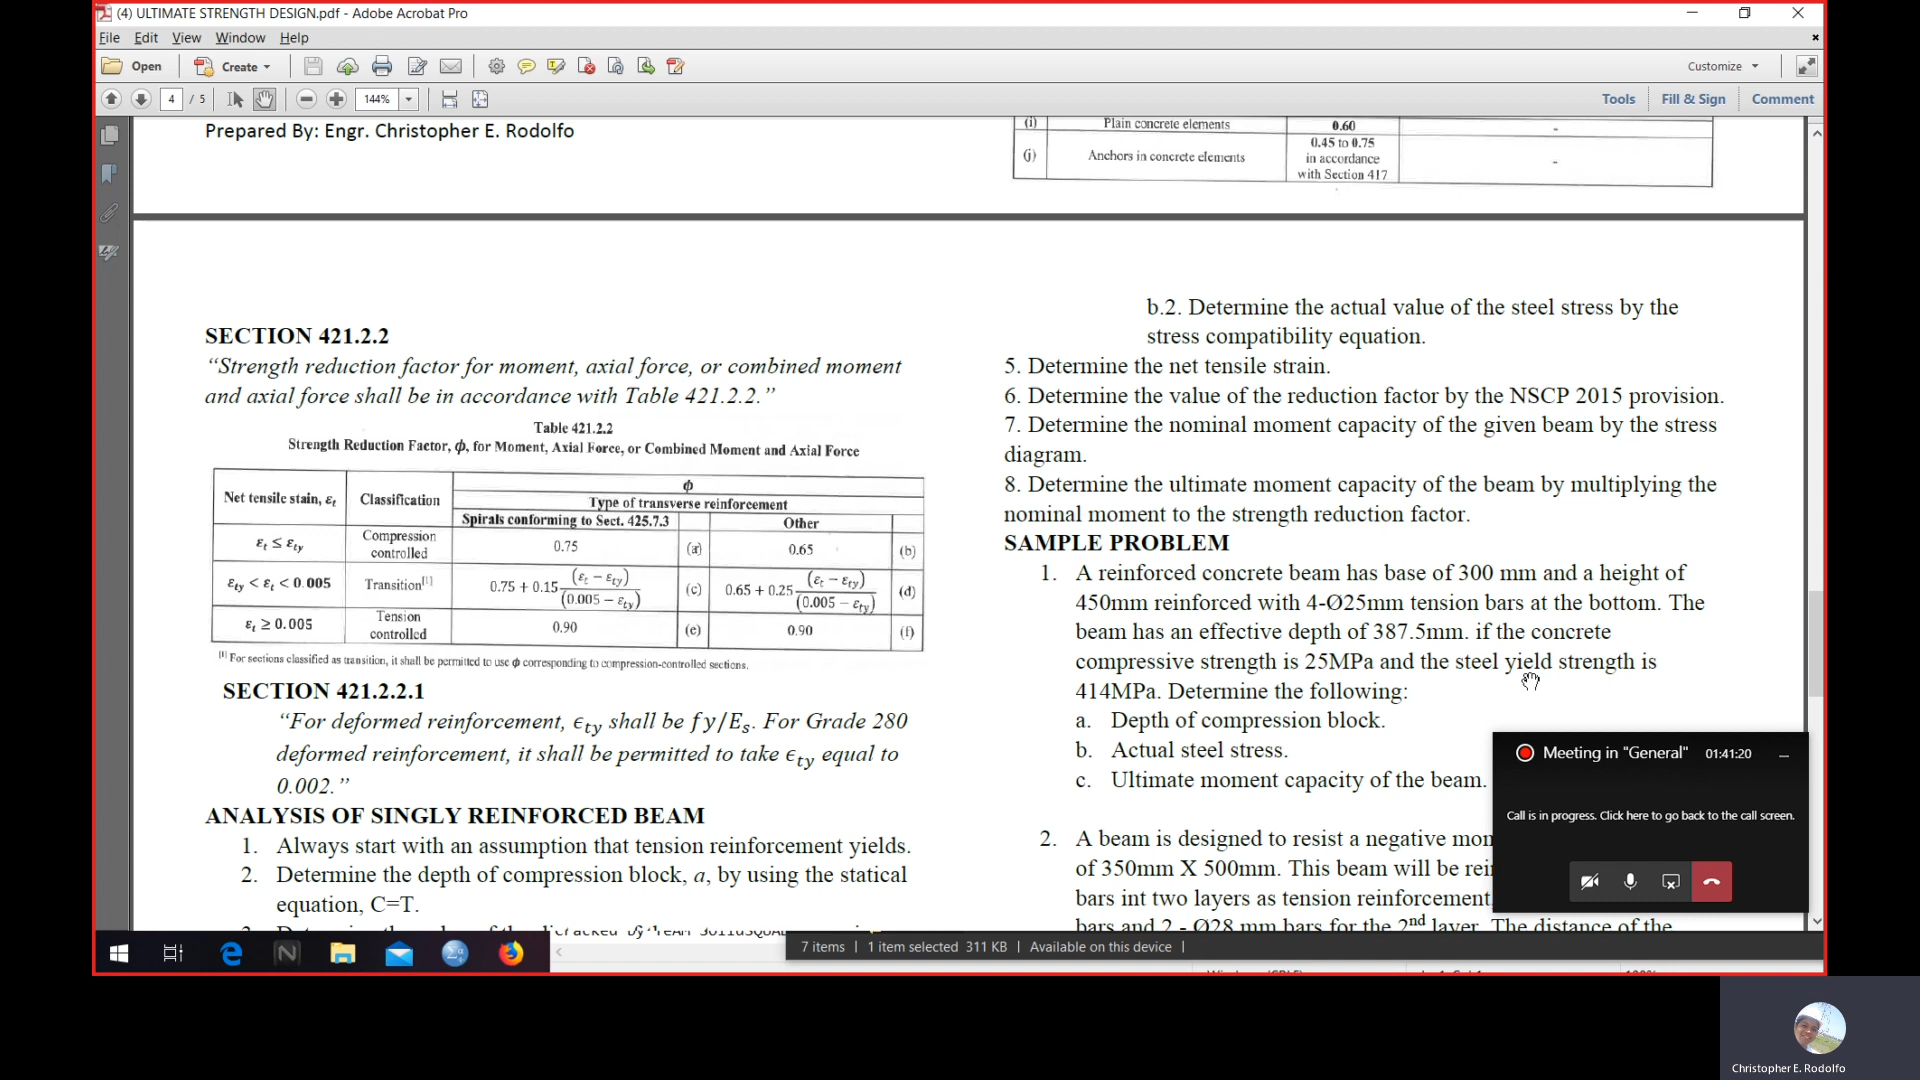 (4) ULTIMATE STRENGTH DESIGN.pdf - Adobe Acrobat Pro
File Edit View Window Help
Open Create Customize
4 / 5 144% Tools Fill & Sign Comment
Prepared By: Engr. Christopher E. Rodolfo
(i) Plain concrete elements 0.60 -
(j) Anchors in concrete elements 0.45 to 0.75 in accordance with Section 417 -
SECTION 421.2.2
“Strength reduction factor for moment, axial force, or combined moment
and axial force shall be in accordance with Table 421.2.2.”
Table 421.2.2
Strength Reduction Factor, ϕ, for Moment, Axial Force, or Combined Moment and Axial Force
Net tensile stain, εt Classification ϕ
Type of transverse reinforcement
Spirals conforming to Sect. 425.7.3 Other
εt ≤ εty Compression controlled 0.75 (a) 0.65 (b)
εty < εt < 0.005 Transition[1] 0.75 + 0.15 (εt − εty)/(0.005 − εty) (c) 0.65 + 0.25 (εt − εty)/(0.005 − εty) (d)
εt ≥ 0.005 Tension controlled 0.90 (e) 0.90 (f)
[1] For sections classified as transition, it shall be permitted to use ϕ corresponding to compression-controlled sections.
SECTION 421.2.2.1
“For deformed reinforcement, ϵty shall be fy/Es. For Grade 280
deformed reinforcement, it shall be permitted to take ϵty equal to
0.002.”
ANALYSIS OF SINGLY REINFORCED BEAM
1. Always start with an assumption that tension reinforcement yields.
2. Determine the depth of compression block, a, by using the statical
equation, C=T.
b.2. Determine the actual value of the steel stress by the
stress compatibility equation.
5. Determine the net tensile strain.
6. Determine the value of the reduction factor by the NSCP 2015 provision.
7. Determine the nominal moment capacity of the given beam by the stress
diagram.
8. Determine the ultimate moment capacity of the beam by multiplying the
nominal moment to the strength reduction factor.
SAMPLE PROBLEM
1. A reinforced concrete beam has base of 300 mm and a height of
450mm reinforced with 4-Ø25mm tension bars at the bottom. The
beam has an effective depth of 387.5mm. if the concrete
compressive strength is 25MPa and the steel yield strength is
414MPa. Determine the following:
a. Depth of compression block.
b. Actual steel stress.
c. Ultimate moment capacity of the beam.
2. A beam is designed to resist a negative
of 350mm X 500mm. This beam will be
bars int two layers as tension reinforcement
bars and 2 - Ø28 mm bars for the 2nd layer. The distance of the
Meeting in "General" 01:41:20
Call is in progress. Click here to go back to the call screen.
7 items | 1 item selected 311 KB | Available on this device |
Christopher E. Rodolfo